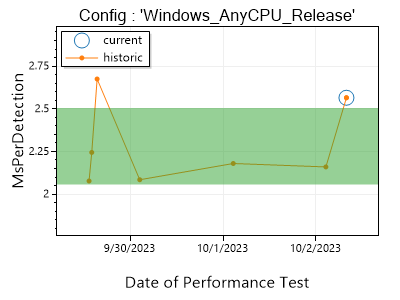 Config : 'Windows_AnyCPU_Release'
current
historic
2.75
2.5
2.25
2
MsPerDetection
9/30/2023
10/1/2023
10/2/2023
Date of Performance Test